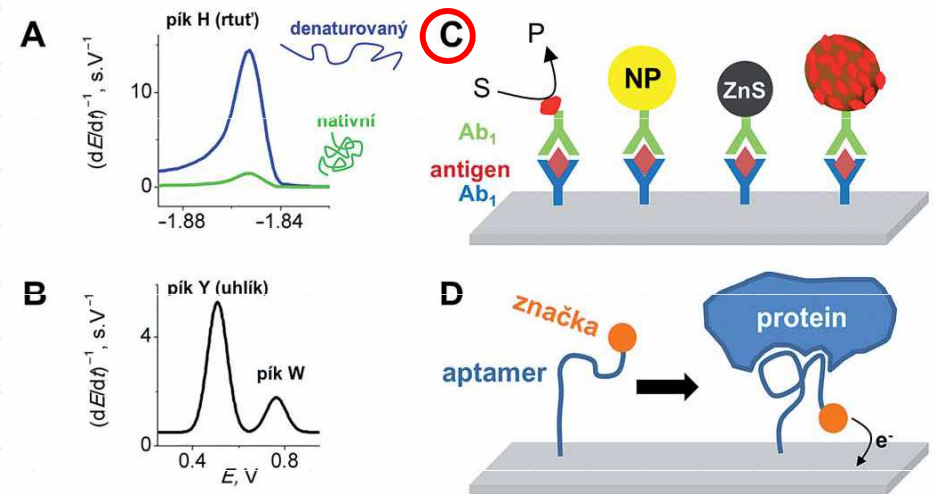 A
pík H (rtuť)
denaturovaný
nativní
(dE/dt)⁻¹, s.V⁻¹
10
0
−1.88
−1.84
B
pík Y (uhlík)
pík W
(dE/dt)⁻¹, s.V⁻¹
4
0
0.4
0.8
E, V
C
P
S
NP
ZnS
Ab₁
antigen
Ab₁
D
značka
aptamer
protein
e⁻